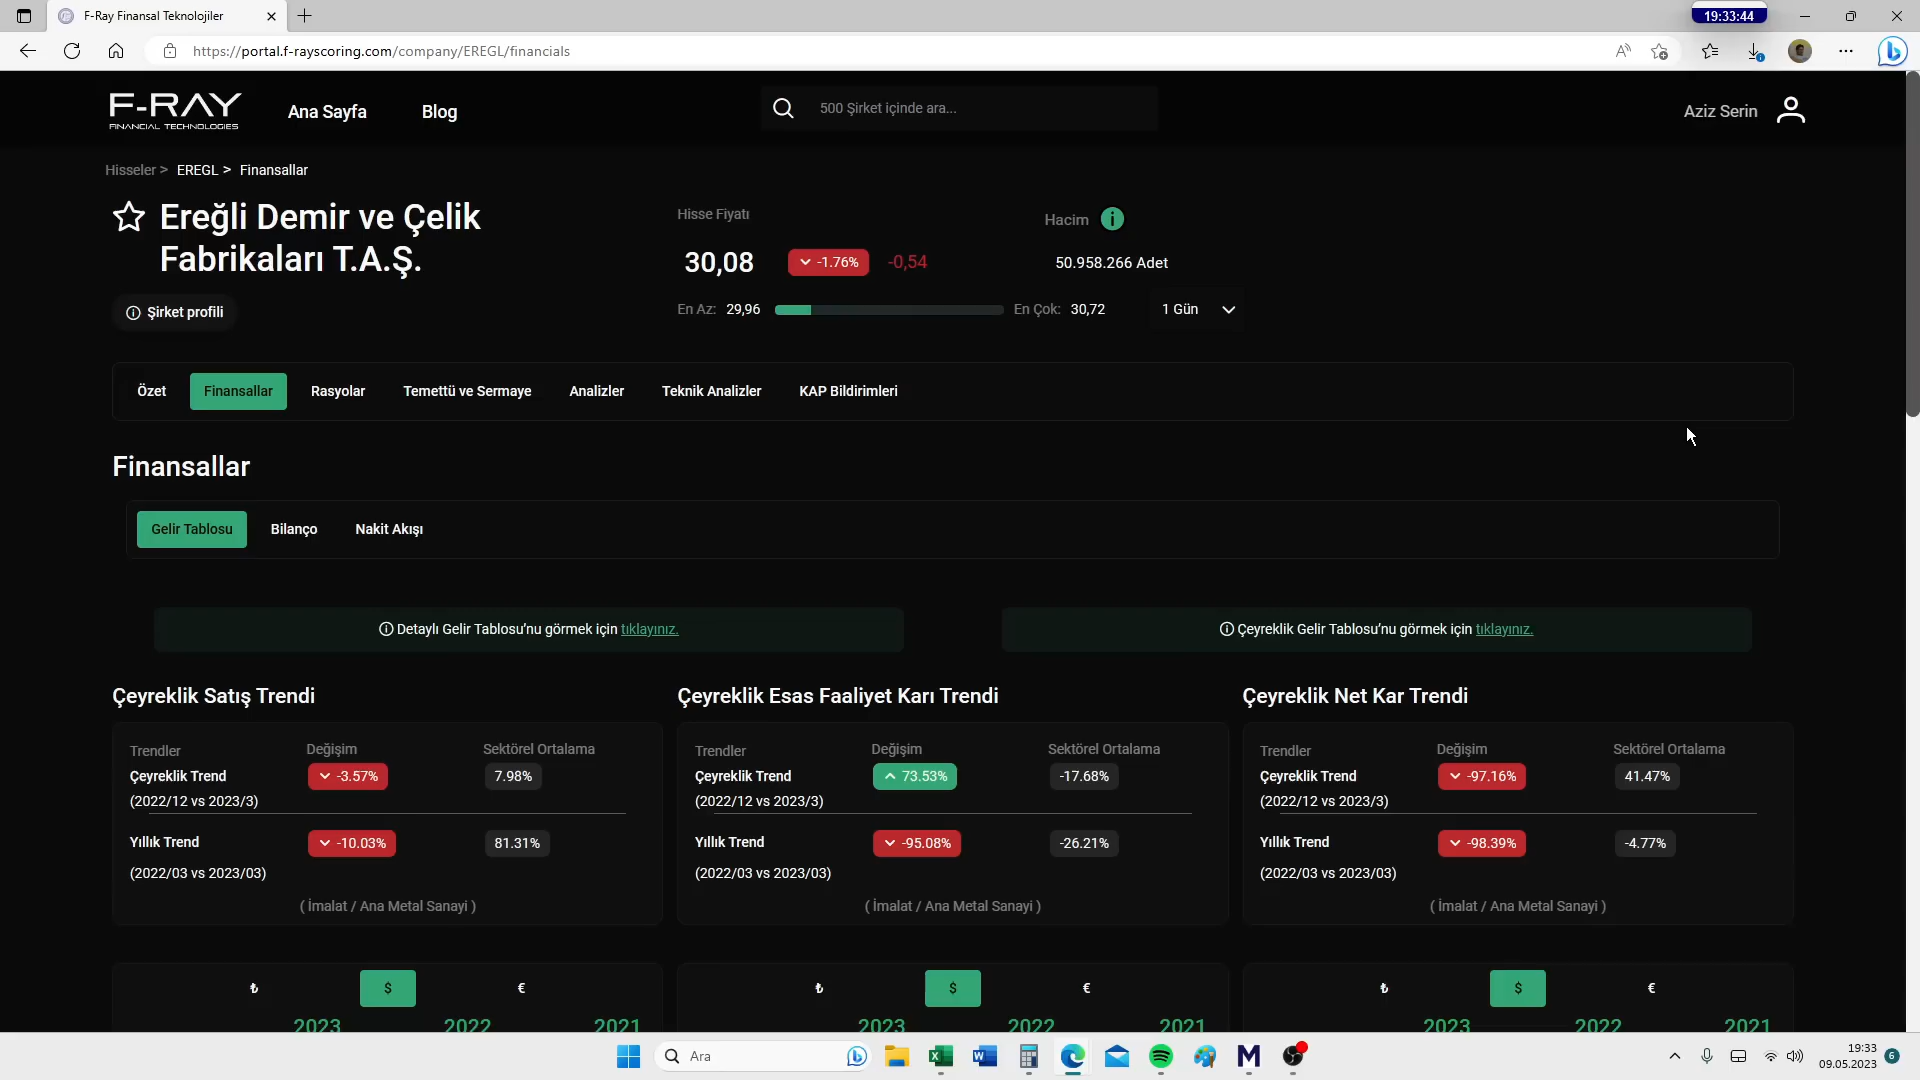 F-Ray Finansal Teknolojiler
19:33:44
https://portal.f-rayscoring.com/company/EREGL/financials
F-RAY
FINANCIAL TECHNOLOGIES
Ana Sayfa
Blog
500 Şirket içinde ara...
Aziz Serin
Hisseler > EREGL > Finansallar
Ereğli Demir ve Çelik
Fabrikaları T.A.Ş.
Şirket profili
Hisse Fiyatı
30,08
-1.76%
-0,54
En Az: 29,96
En Çok: 30,72
1 Gün
Hacim
50.958.266 Adet
Özet
Finansallar
Rasyolar
Temettü ve Sermaye
Analizler
Teknik Analizler
KAP Bildirimleri
Finansallar
Gelir Tablosu
Bilanço
Nakit Akışı
Detaylı Gelir Tablosu’nu görmek için tıklayınız.
Çeyreklik Gelir Tablosu’nu görmek için tıklayınız.
Çeyreklik Satış Trendi
Trendler Değişim Sektörel Ortalama
Çeyreklik Trend -3.57% 7.98%
(2022/12 vs 2023/3)
Yıllık Trend -10.03% 81.31%
(2022/03 vs 2023/03)
( İmalat / Ana Metal Sanayi )
₺ $ €
2023 2022 2021
Çeyreklik Esas Faaliyet Karı Trendi
Trendler Değişim Sektörel Ortalama
Çeyreklik Trend 73.53% -17.68%
(2022/12 vs 2023/3)
Yıllık Trend -95.08% -26.21%
(2022/03 vs 2023/03)
( İmalat / Ana Metal Sanayi )
₺ $ €
2023 2022 2021
Çeyreklik Net Kar Trendi
Trendler Değişim Sektörel Ortalama
Çeyreklik Trend -97.16% 41.47%
(2022/12 vs 2023/3)
Yıllık Trend -98.39% -4.77%
(2022/03 vs 2023/03)
( İmalat / Ana Metal Sanayi )
₺ $ €
2023 2022 2021
Ara
19:33
09.05.2023
6